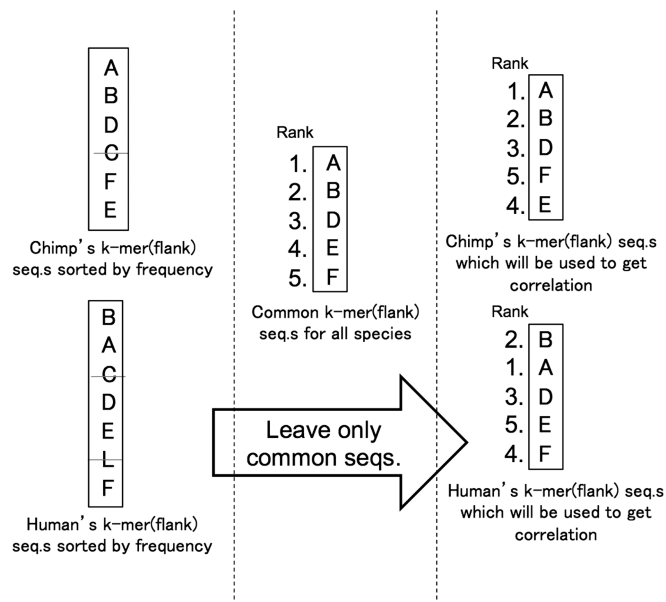 A
B
D
C
F
E
Chimp's k-mer(flank)
seq.s sorted by frequency
B
A
C
D
E
L
F
Human's k-mer(flank)
seq.s sorted by frequency
Rank
1. A
2. B
3. D
4. E
5. F
Common k-mer(flank)
seq.s for all species
Leave only
common seqs.
Rank
1. A
2. B
3. D
5. F
4. E
Chimp's k-mer(flank) seq.s
which will be used to get
correlation
Rank
2. B
1. A
3. D
5. E
4. F
Human's k-mer(flank) seq.s
which will be used to get
correlation